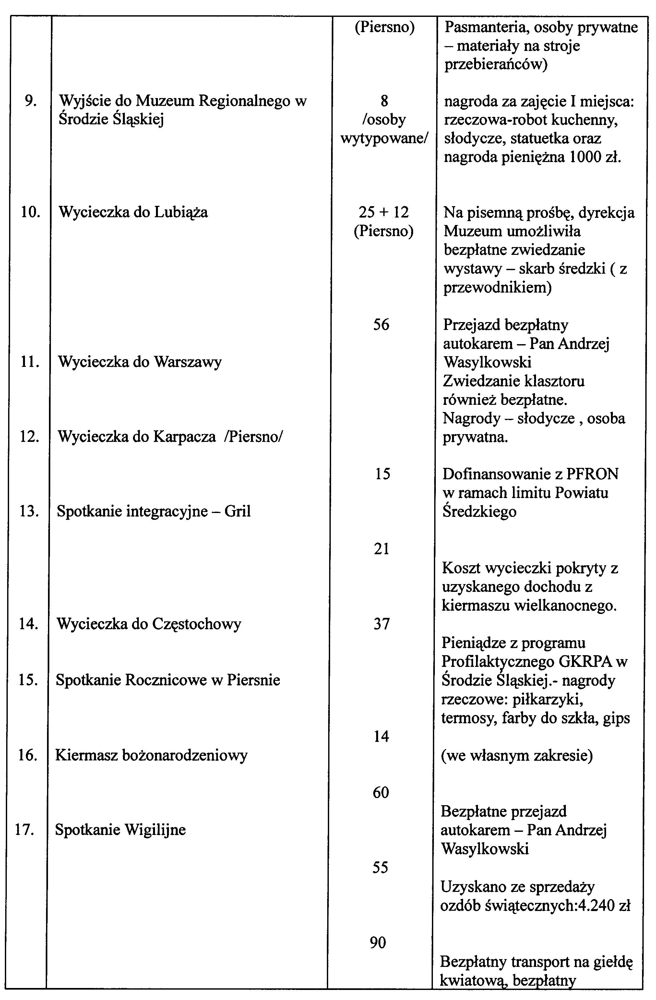 (Piersno) Pasmanteria, osoby prywatne
– materiały na stroje
przebierańców)
9. Wyjście do Muzeum Regionalnego w 8 nagroda za zajęcie I miejsca:
Środzie Śląskiej /osoby rzeczowa-robot kuchenny,
wytypowane/ słodycze, statuetka oraz
nagroda pieniężna 1000 zł.
10. Wycieczka do Lubiąża 25 + 12 Na pisemną prośbę, dyrekcja
(Piersno) Muzeum umożliwiła
bezpłatne zwiedzanie
wystawy – skarb średzki ( z
przewodnikiem)
56 Przejazd bezpłatny
autokarem – Pan Andrzej
11. Wycieczka do Warszawy Wasylkowski
Zwiedzanie klasztoru
również bezpłatne.
Nagrody – słodycze , osoba
12. Wycieczka do Karpacza /Piersno/ prywatna.
15 Dofinansowanie z PFRON
w ramach limitu Powiatu
13. Spotkanie integracyjne – Gril Średzkiego
21
Koszt wycieczki pokryty z
uzyskanego dochodu z
kiermaszu wielkanocnego.
14. Wycieczka do Częstochowy 37
Pieniądze z programu
Profilaktycznego GKRPA w
15. Spotkanie Rocznicowe w Piersnie Środzie Śląskiej.- nagrody
rzeczowe: piłkarzyki,
termosy, farby do szkła, gips
14
16. Kiermasz bożonarodzeniowy (we własnym zakresie)
60
Bezpłatne przejazd
17. Spotkanie Wigilijne autokarem – Pan Andrzej
Wasylkowski
55
Uzyskano ze sprzedaży
ozdób świątecznych:4.240 zł
90
Bezpłatny transport na giełdę
kwiatową, bezpłatny